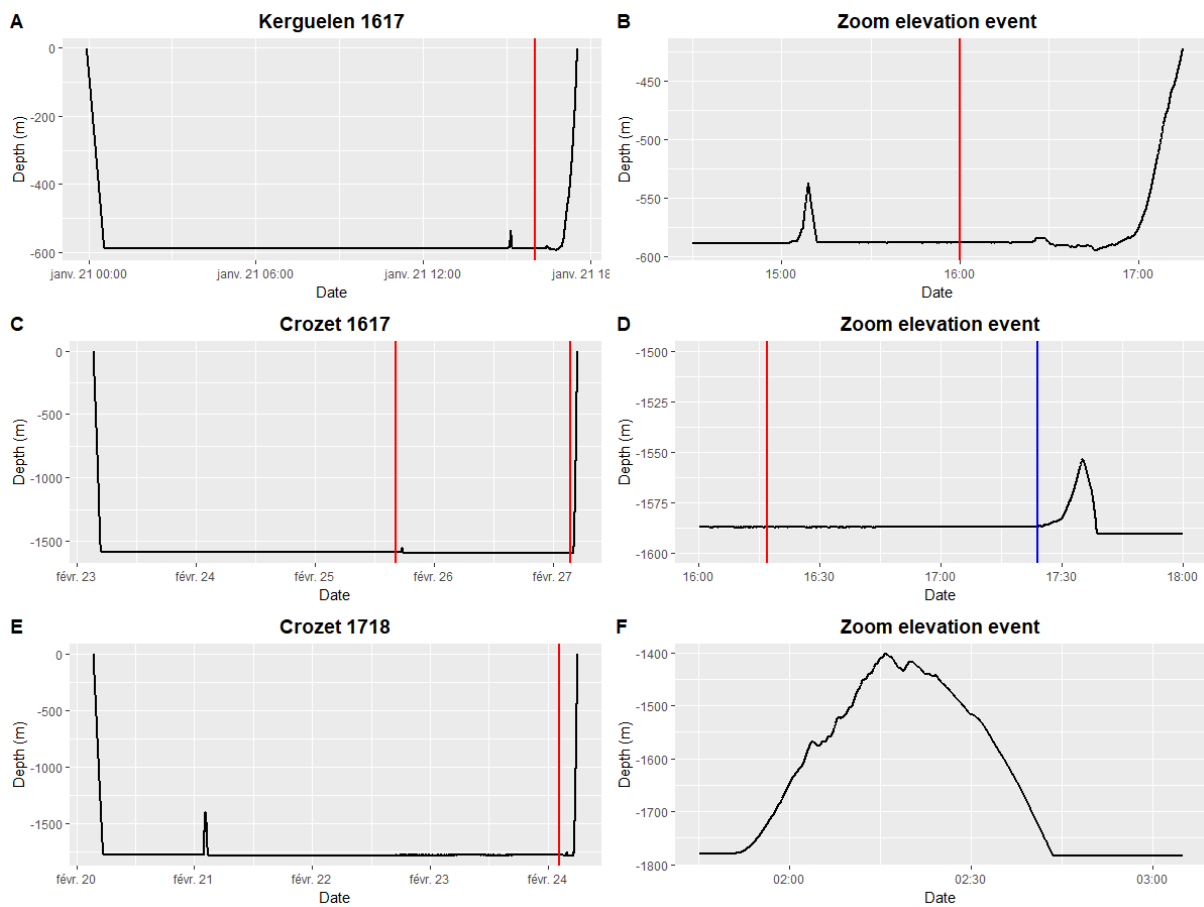 A Kerguelen 1617
0
-200
-400
-600
Depth (m)
janv. 21 00:00 janv. 21 06:00 janv. 21 12:00 janv. 21 18
Date
B Zoom elevation event
-450
-500
-550
-600
Depth (m)
15:00 16:00 17:00
Date
C Crozet 1617
0
-500
-1000
-1500
Depth (m)
févr. 23 févr. 24 févr. 25 févr. 26 févr. 27
Date
D Zoom elevation event
-1500
-1525
-1550
-1575
-1600
Depth (m)
16:00 16:30 17:00 17:30 18:00
Date
E Crozet 1718
0
-500
-1000
-1500
Depth (m)
févr. 20 févr. 21 févr. 22 févr. 23 févr. 24
Date
F Zoom elevation event
-1400
-1500
-1600
-1700
-1800
Depth (m)
02:00 02:30 03:00
Date